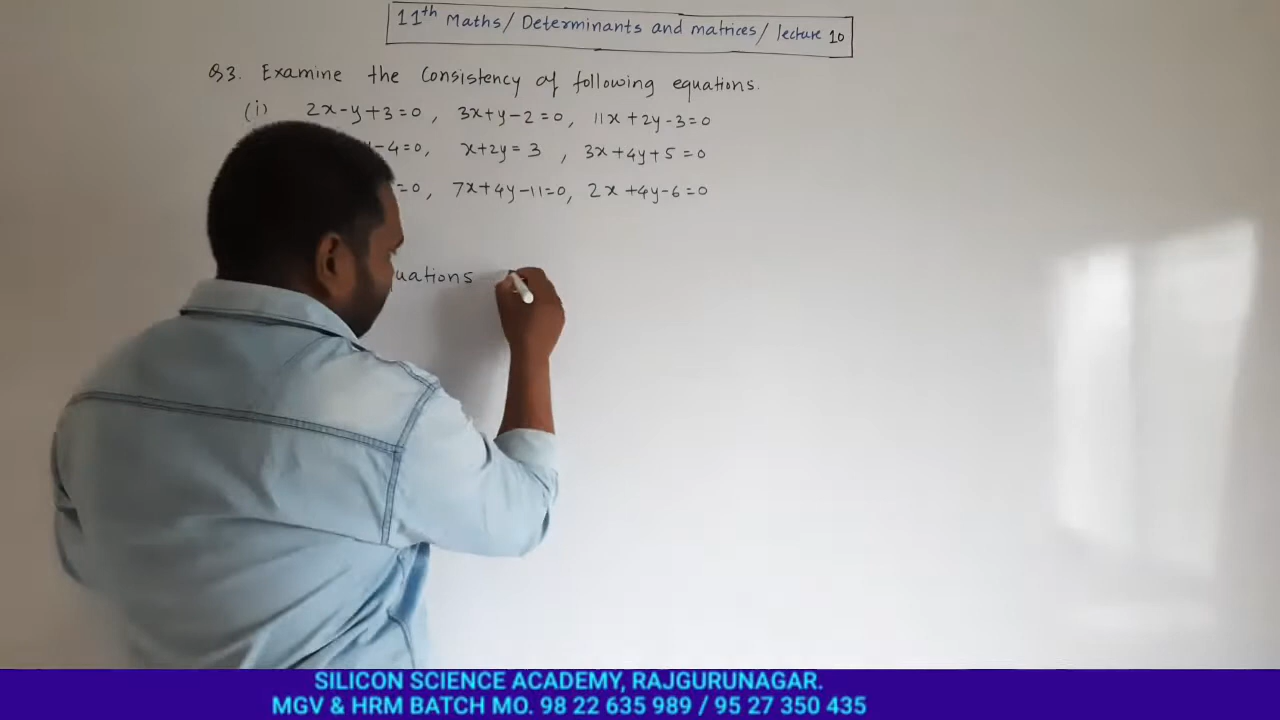 11th Maths/ Determinants and matrices/ lecture 10
Q3. Examine the Consistency of following equations.
(i) 2x-y+3=0, 3x+y-2=0, 11x+2y-3=0
-4=0, x+2y=3, 3x+4y+5=0
=0, 7x+4y-11=0, 2x+4y-6=0
uations
SILICON SCIENCE ACADEMY, RAJGURUNAGAR.
MGV & HRM BATCH MO. 98 22 635 989 / 95 27 350 435